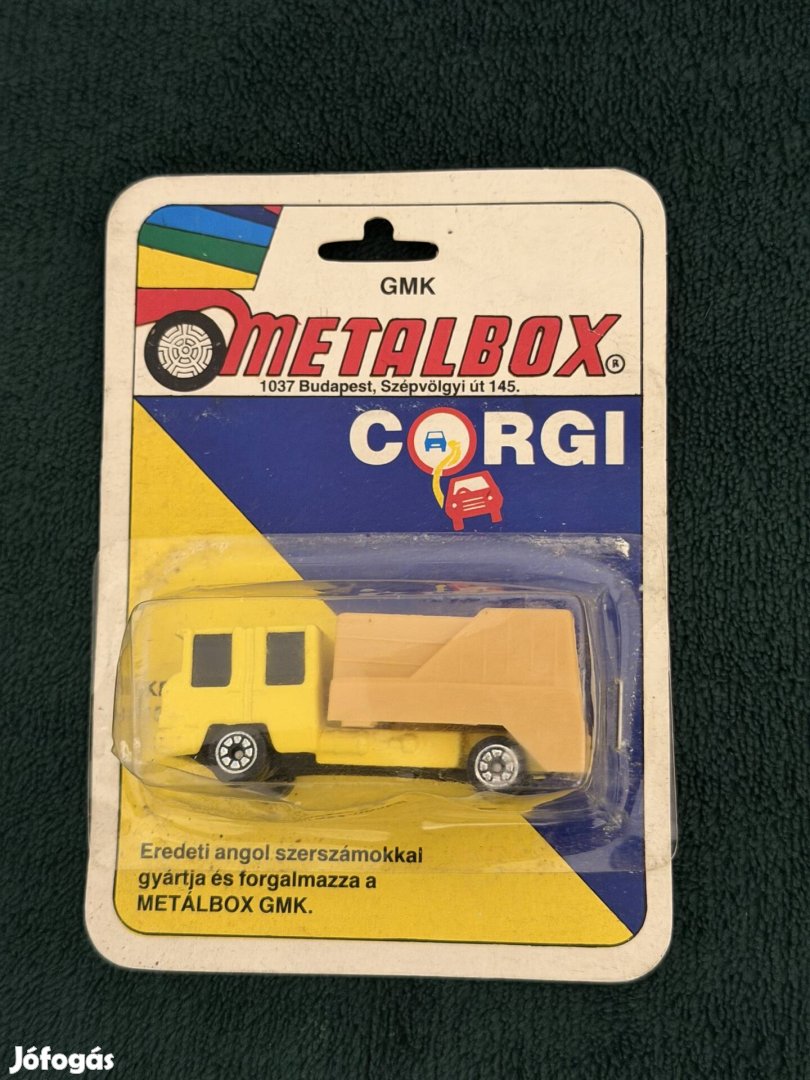 GMK
METALBOX®
1037 Budapest, Szépvölgyi út 145.
CORGI
Eredeti angol szerszámokkal
gyártja és forgalmazza a
METÁLBOX GMK.
Jófogás